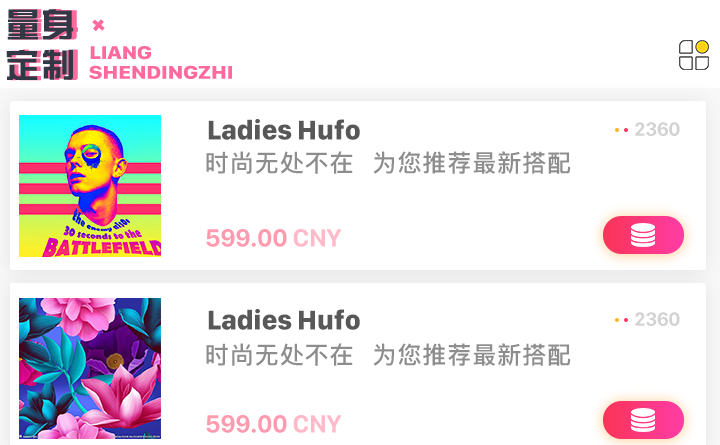 量身
定制
LIANG
SHENDINGZHI
Ladies Hufo
2360
时尚无处不在 为您推荐最新搭配
the enemy alos
30 seconds to the
BATTLEFIELD
599.00 CNY
Ladies Hufo
2360
时尚无处不在 为您推荐最新搭配
599.00 CNY